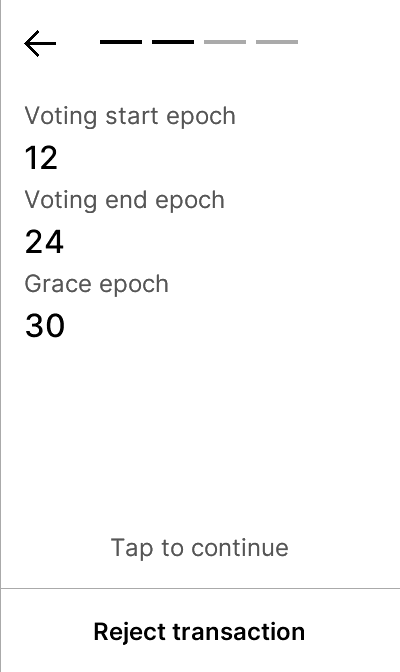 Voting start epoch
12
Voting end epoch
24
Grace epoch
30
Tap to continue
Reject transaction